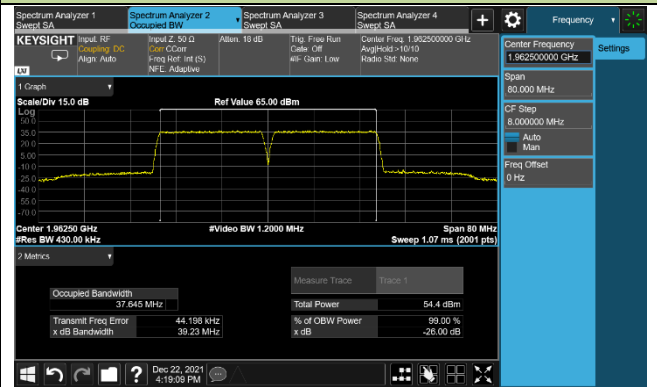 Spectrum Analyzer 1
Swept SA
Spectrum Analyzer 2
Occupied BW
Spectrum Analyzer 3
Swept SA
Spectrum Analyzer 4
Swept SA
Frequency
KEYSIGHT
Input: RF
Coupling: DC
Align: Auto
Input Z: 50 Ω
Corr CCorr
Freq Ref: Int (S)
NFE: Adaptive
Atten: 18 dB
Trig: Free Run
Gate: Off
#IF Gain: Low
Center Freq: 1.962500000 GHz
Avg|Hold:>10/10
Radio Std: None
LXI
Center Frequency
1.962500000 GHz
Settings
Span
80.000 MHz
CF Step
8.000000 MHz
Auto
Man
Freq Offset
0 Hz
1 Graph
Scale/Div 15.0 dB
Ref Value 65.00 dBm
Log
50.0
35.0
20.0
5.00
-10.0
-25.0
-40.0
-55.0
-70.0
Center 1.96250 GHz
#Res BW 430.00 kHz
#Video BW 1.2000 MHz
Span 80 MHz
Sweep 1.07 ms (2001 pts)
2 Metrics
Measure Trace
Trace 1
Occupied Bandwidth
37.645 MHz
Total Power
54.4 dBm
Transmit Freq Error
44.198 kHz
% of OBW Power
99.00 %
x dB Bandwidth
39.23 MHz
x dB
-26.00 dB
?
Dec 22, 2021
4:19:09 PM